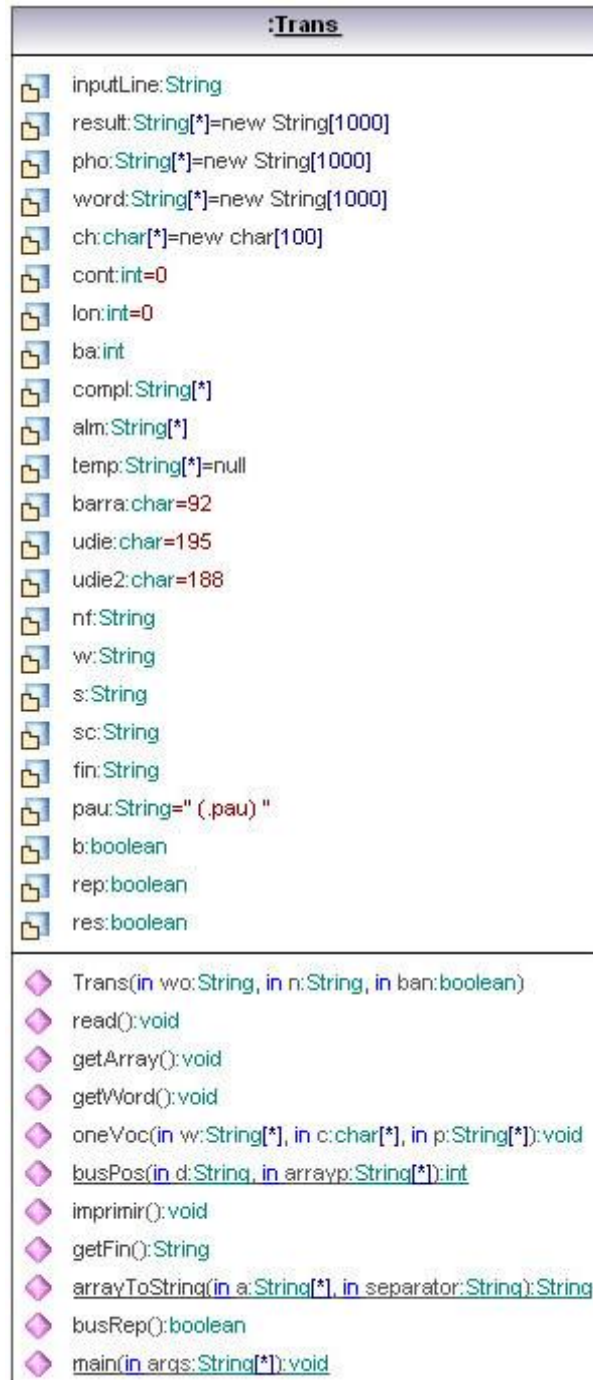 :Trans
inputLine:String
result:String[*]=new String[1000]
pho:String[*]=new String[1000]
word:String[*]=new String[1000]
ch:char[*]=new char[100]
cont:int=0
lon:int=0
ba:int
compl:String[*]
alm:String[*]
temp:String[*]=null
barra:char=92
udie:char=195
udie2:char=188
nf:String
w:String
s:String
sc:String
fin:String
pau:String=" (.pau) "
b:boolean
rep:boolean
res:boolean
Trans(in wo:String, in n:String, in ban:boolean)
read():void
getArray():void
getWord():void
oneVoc(in w:String[*], in c:char[*], in p:String[*]):void
busPos(in d:String, in arrayp:String[*]):int
imprimir():void
getFin():String
arrayToString(in a:String[*], in separator:String):String
busRep():boolean
main(in args:String[*]):void